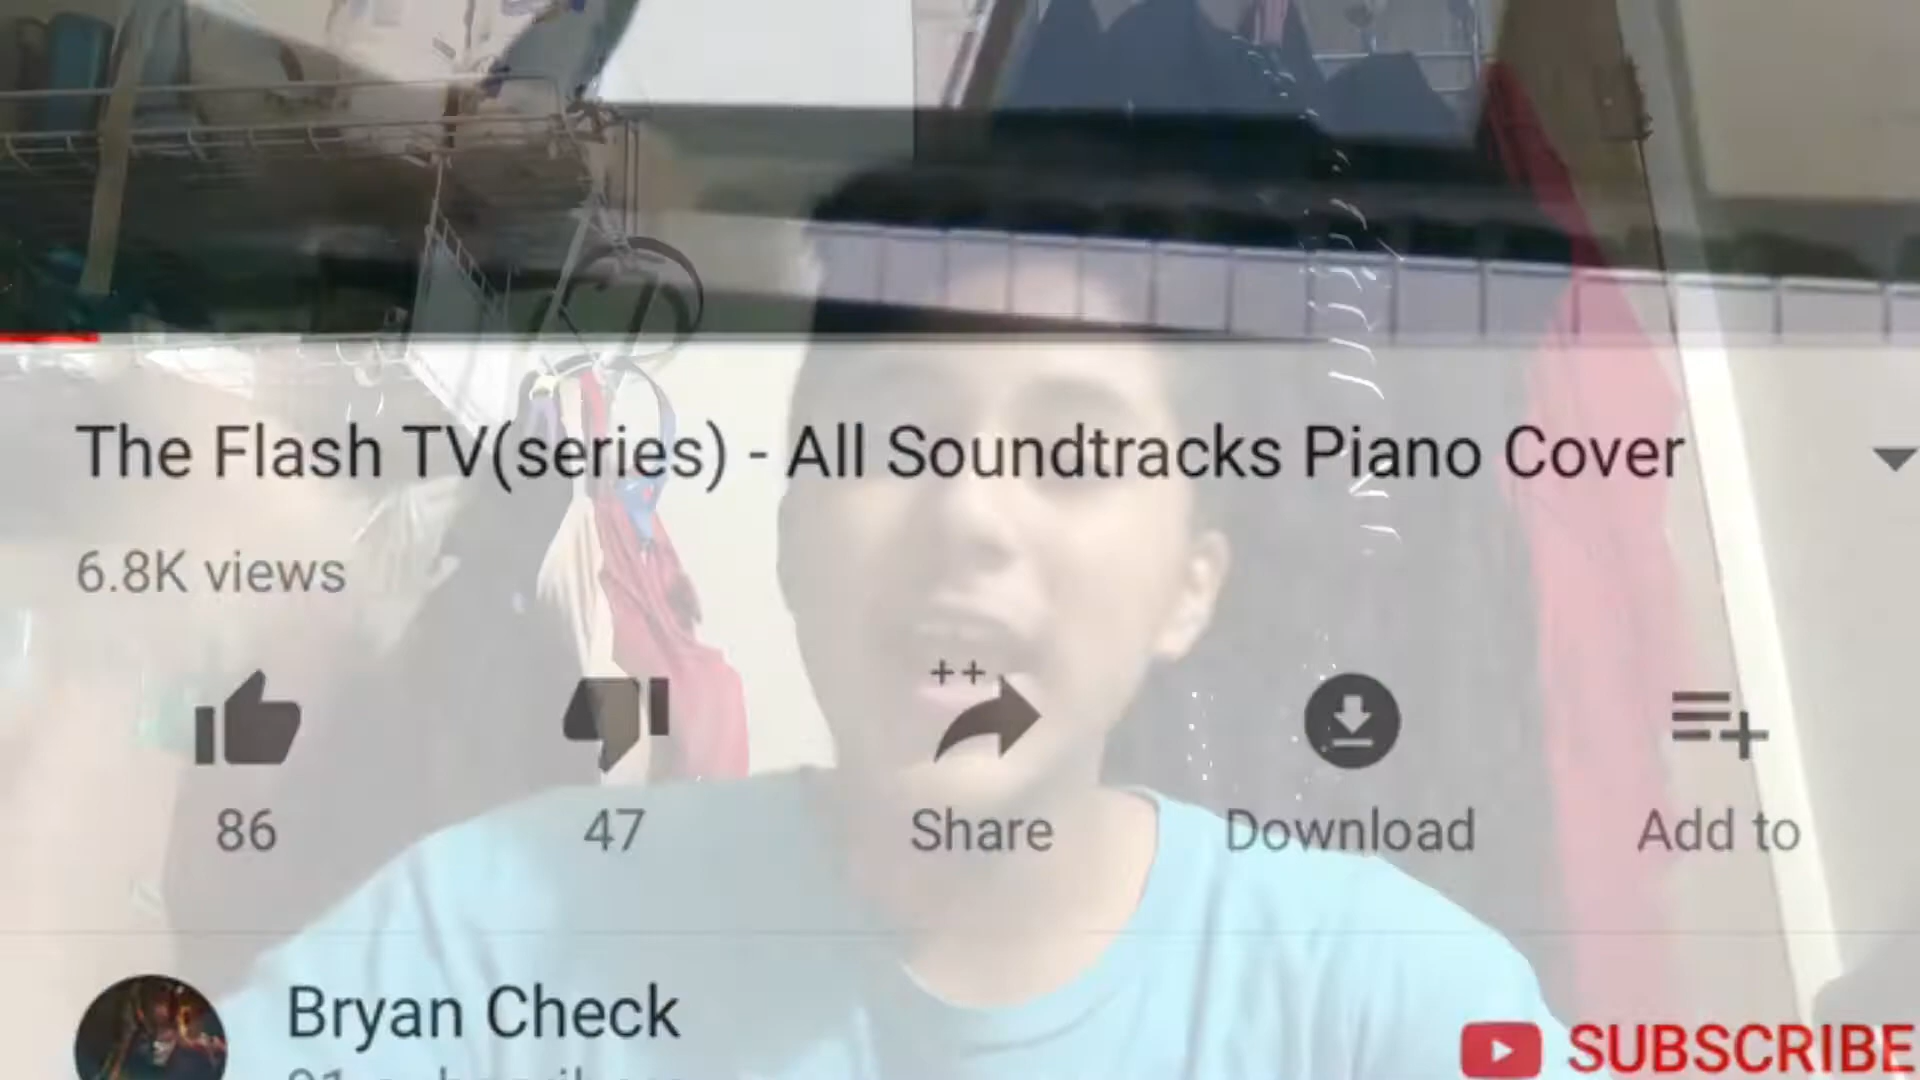 The Flash TV(series) - All Soundtracks Piano Cover
6.8K views
86
47
Share
Download
Add to
Bryan Check
SUBSCRIBE